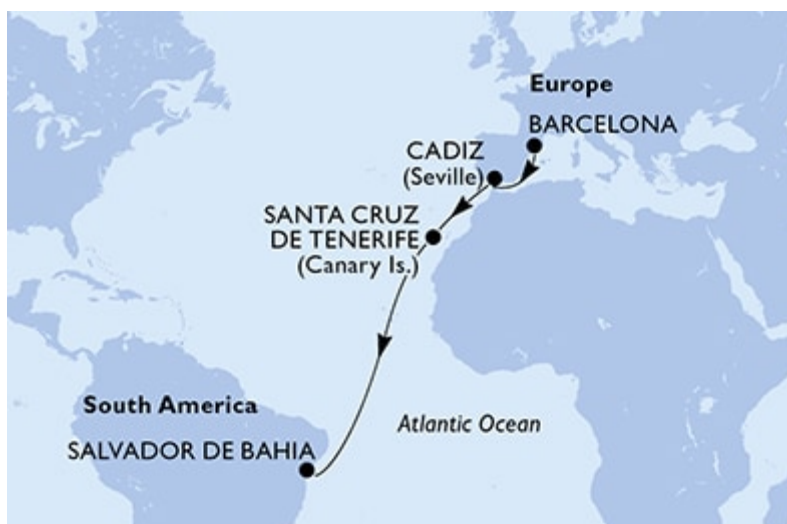 Europe
BARCELONA
CADIZ
(Seville)
SANTA CRUZ
DE TENERIFE
(Canary Is.)
South America
Atlantic Ocean
SALVADOR DE BAHIA